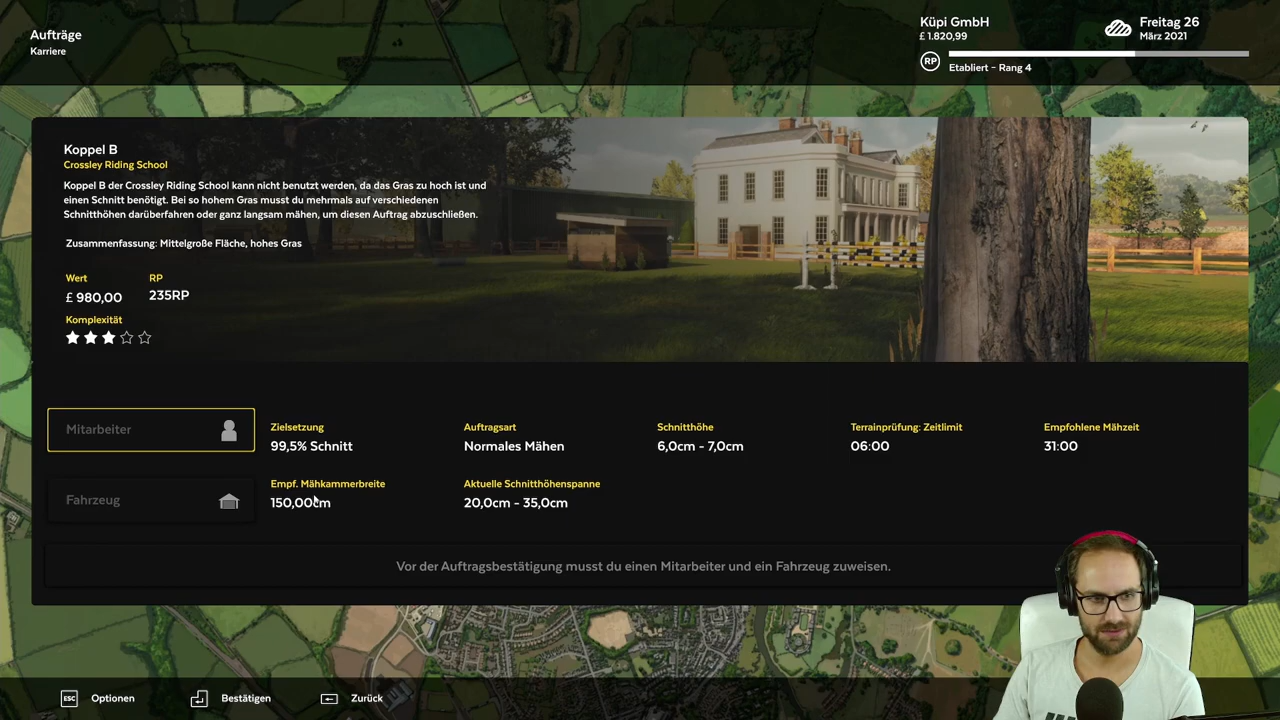 Aufträge
Karriere
Küpi GmbH
£ 1.820,99
Freitag 26
März 2021
RP
Etabliert - Rang 4
Koppel B
Crossley Riding School
Koppel B der Crossley Riding School kann nicht benutzt werden, da das Gras zu hoch ist und
einen Schnitt benötigt. Bei so hohem Gras musst du mehrmals auf verschiedenen
Schnitthöhen darüberfahren oder ganz langsam mähen, um diesen Auftrag abzuschließen.
Zusammenfassung: Mittelgroße Fläche, hohes Gras
Wert
RP
£ 980,00
235RP
Komplexität
Mitarbeiter
Zielsetzung
99,5% Schnitt
Auftragsart
Normales Mähen
Schnitthöhe
6,0cm - 7,0cm
Terrainprüfung: Zeitlimit
06:00
Empfohlene Mähzeit
31:00
Fahrzeug
Empf. Mähkammerbreite
150,00cm
Aktuelle Schnitthöhenspanne
20,0cm - 35,0cm
Vor der Auftragsbestätigung musst du einen Mitarbeiter und ein Fahrzeug zuweisen.
ESC Optionen
Bestätigen
Zurück